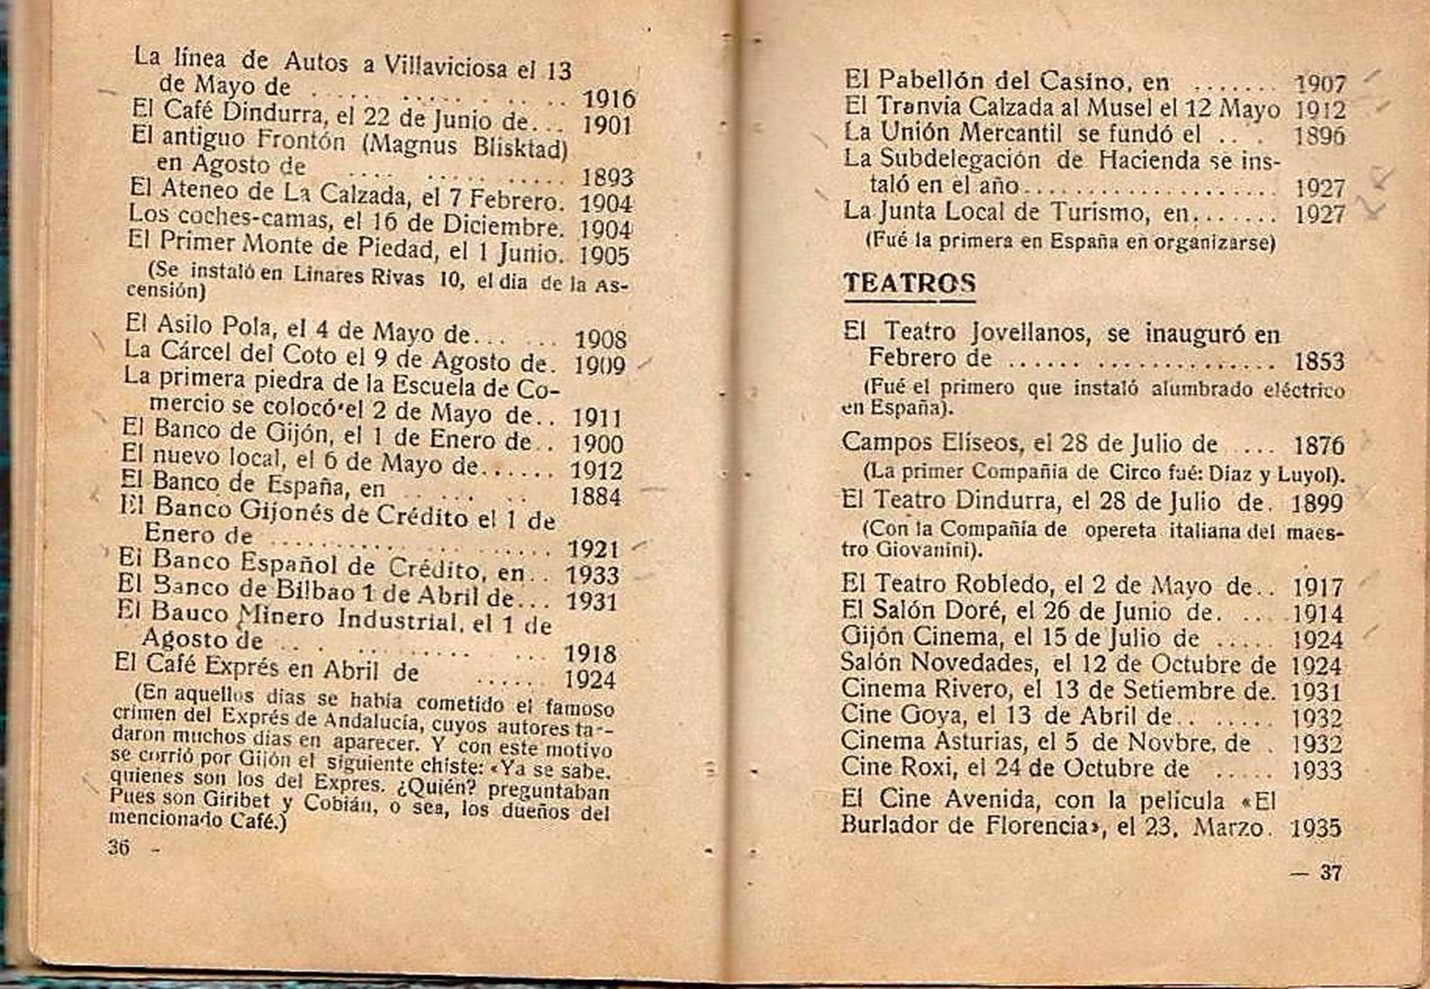 La línea de Autos a Villaviciosa el 13
de Mayo de . .... ....... .. .. .. 1916
El Café Dindurra, el 22 de Junio de... .. 1901
El antiguo Frontón (Magnus Blisktad)
en Agosto de .... ..... ..... 1893
El Ateneo de La Calzada, el 7 Febrero. 1904
Los coches-camas, el 16 de Diciembre. 1904
El Primer Monte de Piedad, el 1 Junio. 1905
(Se instaló en Linares Rivas 10, el día de la As-
censión)
El Asilo Pola, el 4 de Mayo de... ... 1908
La Cárcel del Coto el 9 de Agosto de. 1909
La primera piedra de la Escuela de Co-
mercio se colocó el 2 de Mayo de.. 1911
El Banco de Gijón, el 1 de Enero de.. 1900
El nuevo local, el 6 de Mayo de...... 1912
El Banco de España, en .. . ... .. 1884
El Banco Gijonés de Crédito el 1 de
Enero de ........... . ....... 1921
El Banco Español de Crédito, en.. 1933
El Banco de Bilbao 1 de Abril de... 1931
El Bauco Minero Industrial, el 1 de
Agosto de .. . .......... ... 1918
El Café Exprés en Abril de ..... 1924
(En aquellos días se había cometido el famoso
crimen del Exprés de Andalucía, cuyos autores tar-
daron muchos días en aparecer. Y con este motivo
se corrió por Gijón el siguiente chiste: «Ya se sabe.
quienes son los del Expres. ¿Quién? preguntaban
Pues son Giribet y Cobián, o sea, los dueños del
mencionado Café.)
36 -
El Pabellón del Casino, en ....... 1907
El Tranvía Calzada al Musel el 12 Mayo 1912
La Unión Mercantil se fundó el .. . 1896
La Subdelegación de Hacienda se ins-
taló en el año..................... 1927
La Junta Local de Turismo, en....... 1927
(Fué la primera en España en organizarse)
TEATROS
El Teatro Jovellanos, se inauguró en
Febrero de ...... ............... 1853
(Fué el primero que instaló alumbrado eléctrico
en España).
Campos Elíseos, el 28 de Julio de .... 1876
(La primer Compañía de Circo fué: Diaz y Luyol).
El Teatro Dindurra, el 28 de Julio de. 1899
(Con la Compañía de opereta italiana del maes-
tro Giovanini).
El Teatro Robledo, el 2 de Mayo de.. 1917
El Salón Doré, el 26 de Junio de. ... 1914
Gijón Cinema, el 15 de Julio de ..... 1924
Salón Novedades, el 12 de Octubre de 1924
Cinema Rivero, el 13 de Setiembre de. 1931
Cine Goya, el 13 de Abril de.. ..... 1932
Cinema Asturias, el 5 de Novbre. de . 1932
Cine Roxi, el 24 de Octubre de ..... 1933
El Cine Avenida, con la película «El
Burlador de Florencia», el 23, Marzo. 1935
— 37